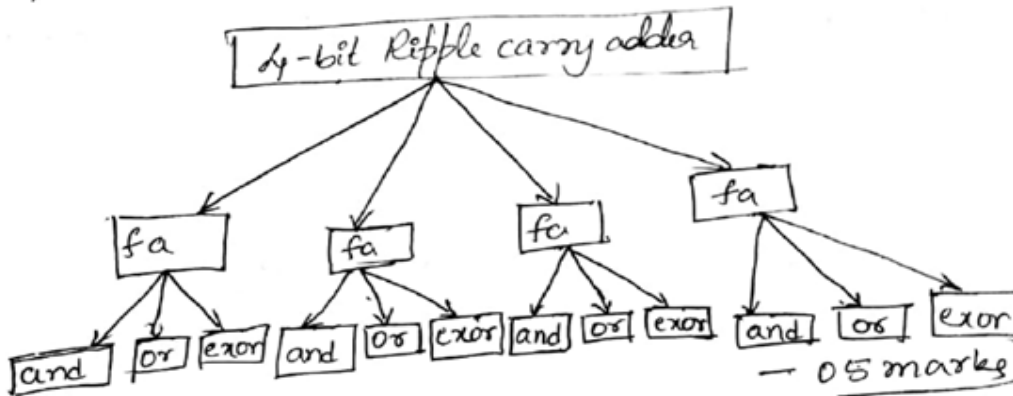 4-bit Ripple carry adder
fa fa fa fa
and or exor and or exor and or exor and or exor
— 05 marks